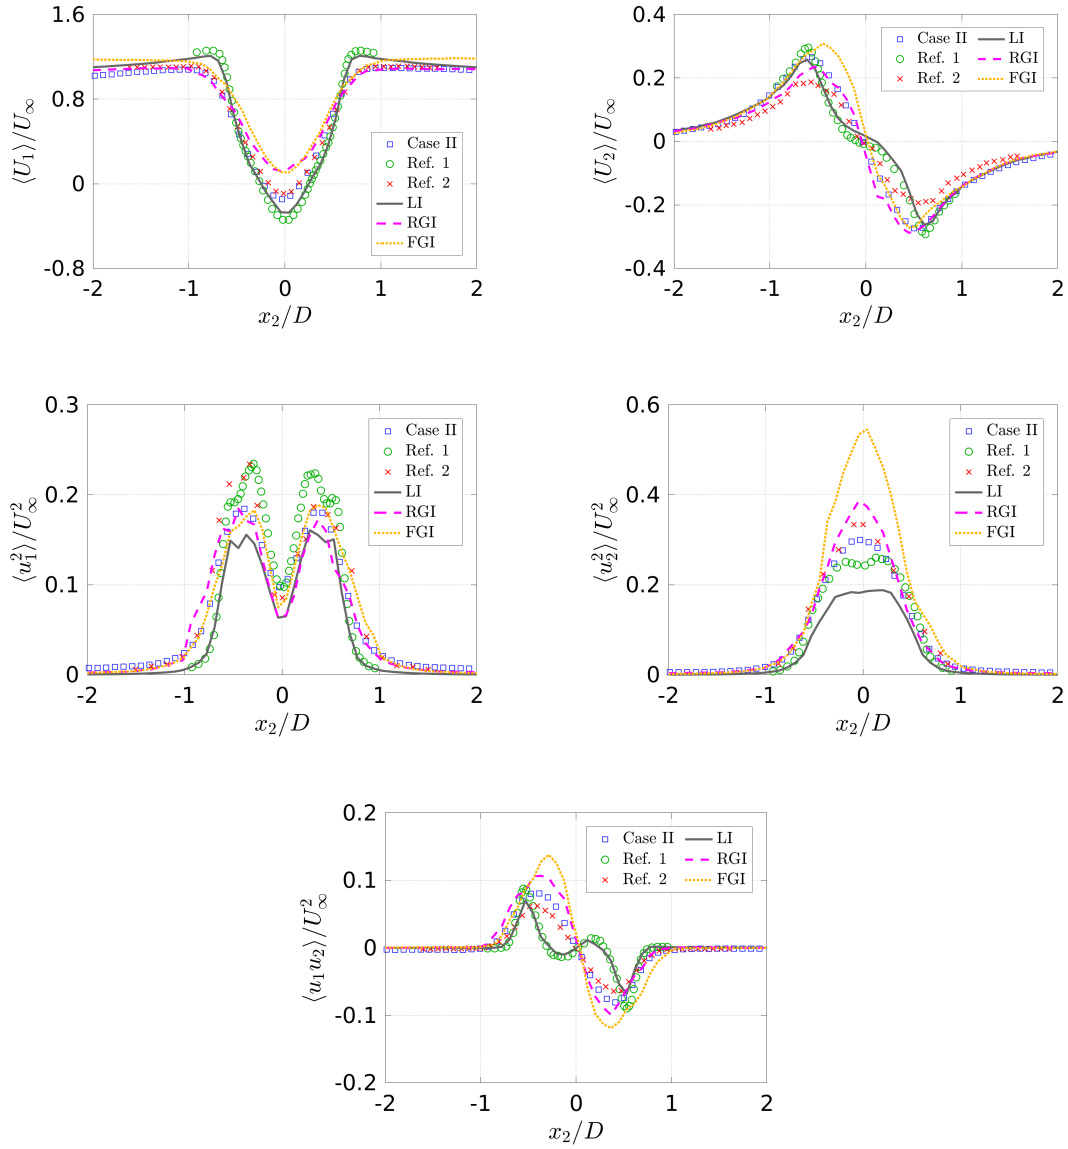 1.6
0.8
0
-0.8
⟨U₁⟩/U∞
-2 -1 0 1 2
x₂/D
Case II
Ref. 1
Ref. 2
LI
RGI
FGI
0.4
0.2
0
-0.2
-0.4
⟨U₂⟩/U∞
-2 -1 0 1 2
x₂/D
Case II LI
Ref. 1 RGI
Ref. 2 FGI
0.3
0.2
0.1
0
⟨u₁²⟩/U∞²
-2 -1 0 1 2
x₂/D
Case II
Ref. 1
Ref. 2
LI
RGI
FGI
0.6
0.4
0.2
0
⟨u₂²⟩/U∞²
-2 -1 0 1 2
x₂/D
Case II
Ref. 1
Ref. 2
LI
RGI
FGI
0.2
0.1
0
-0.1
-0.2
⟨u₁u₂⟩/U∞²
-2 -1 0 1 2
x₂/D
Case II LI
Ref. 1 RGI
Ref. 2 FGI